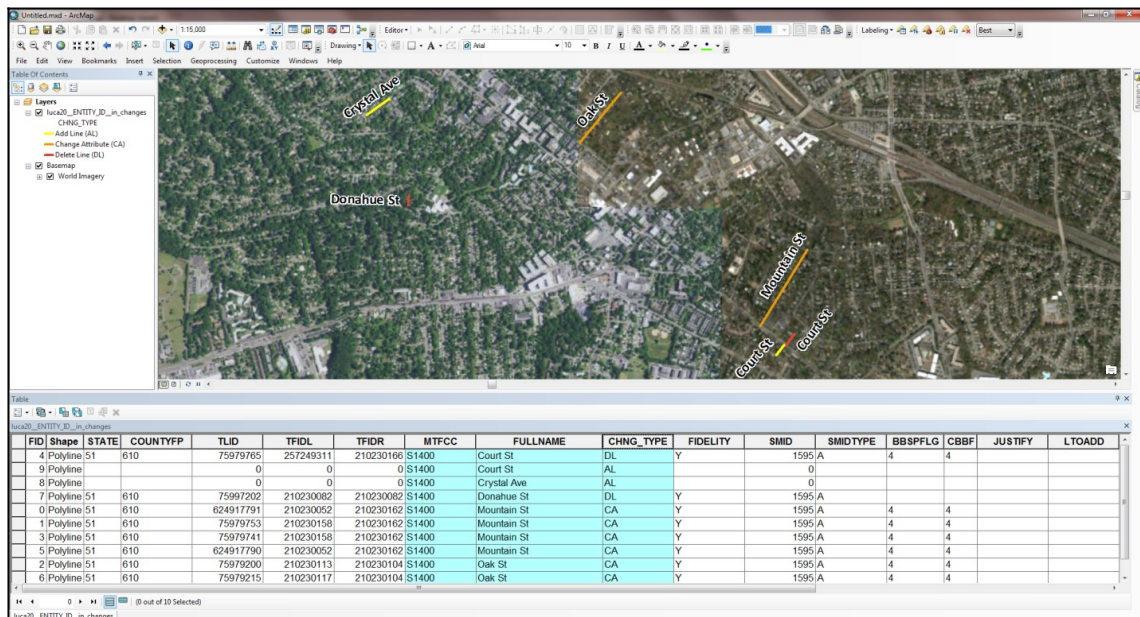 Untitled.mxd - ArcMap
1:15,000 Editor Labeling Best
Drawing A Arial 10 B I U A
File Edit View Bookmarks Insert Selection Geoprocessing Customize Windows Help
Table Of Contents
Layers
luca20__ENTITY_ID__in_changes
CHNG_TYPE
Add Line (AL)
Change Attribute (CA)
Delete Line (DL)
Basemap
World Imagery
Crystal Ave
Oak St
Donahue St
Mountain St
Court St
Court St
Catalog
Table
luca20__ENTITY_ID__in_changes
FID Shape STATE COUNTYFP TLID TFIDL TFIDR MTFCC FULLNAME CHNG_TYPE FIDELITY SMID SMIDTYPE BBSPFLG CBBF JUSTIFY LTOADD
4 Polyline 51 610 75979765 257249311 210230166 S1400 Court St DL Y 1595 A 4 4
9 Polyline 0 0 0 S1400 Court St AL 0
8 Polyline 0 0 0 S1400 Crystal Ave AL 0
7 Polyline 51 610 75997202 210230082 210230082 S1400 Donahue St DL Y 1595 A
0 Polyline 51 610 624917791 210230052 210230162 S1400 Mountain St CA Y 1595 A 4 4
1 Polyline 51 610 75979753 210230158 210230162 S1400 Mountain St CA Y 1595 A 4 4
3 Polyline 51 610 75979741 210230158 210230162 S1400 Mountain St CA Y 1595 A 4 4
5 Polyline 51 610 624917790 210230052 210230162 S1400 Mountain St CA Y 1595 A 4 4
2 Polyline 51 610 75979200 210230113 210230104 S1400 Oak St CA Y 1595 A 4 4
6 Polyline 51 610 75979215 210230117 210230104 S1400 Oak St CA Y 1595 A 4 4
0 (0 out of 10 Selected)
luca20__ENTITY_ID__in_changes